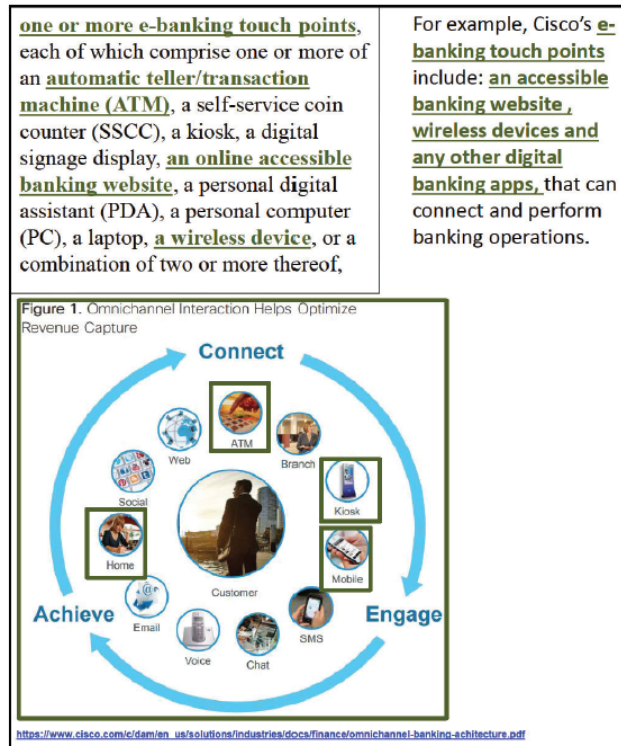 one or more e-banking touch points,
each of which comprise one or more of
an automatic teller/transaction
machine (ATM), a self-service coin
counter (SSCC), a kiosk, a digital
signage display, an online accessible
banking website, a personal digital
assistant (PDA), a personal computer
(PC), a laptop, a wireless device, or a
combination of two or more thereof,
For example, Cisco's e-
banking touch points
include: an accessible
banking website ,
wireless devices and
any other digital
banking apps, that can
connect and perform
banking operations.
Figure 1. Omnichannel Interaction Helps Optimize
Revenue Capture
Connect
ATM
Web
Branch
Social
Kiosk
Home
Mobile
Customer
Achieve
Engage
Email
SMS
Voice
Chat
https://www.cisco.com/c/dam/en_us/solutions/industries/docs/finance/omnichannel-banking-achitecture.pdf